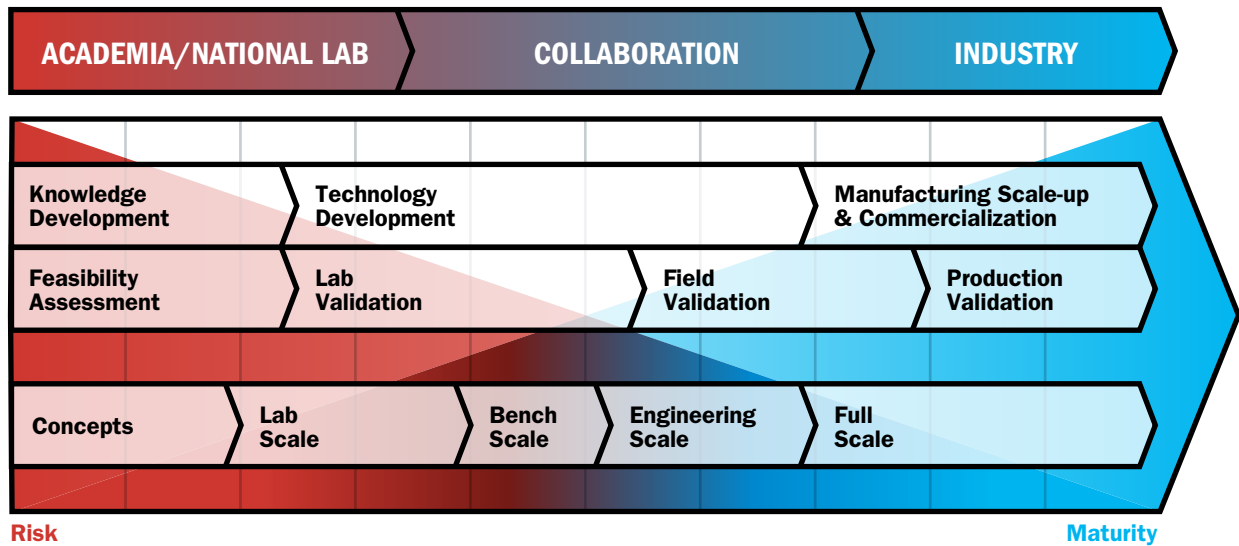 ACADEMIA/NATIONAL LAB
COLLABORATION
INDUSTRY
Knowledge
Development
Technology
Development
Manufacturing Scale-up
& Commercialization
Feasibility
Assessment
Lab
Validation
Field
Validation
Production
Validation
Concepts
Lab
Scale
Bench
Scale
Engineering
Scale
Full
Scale
Risk
Maturity